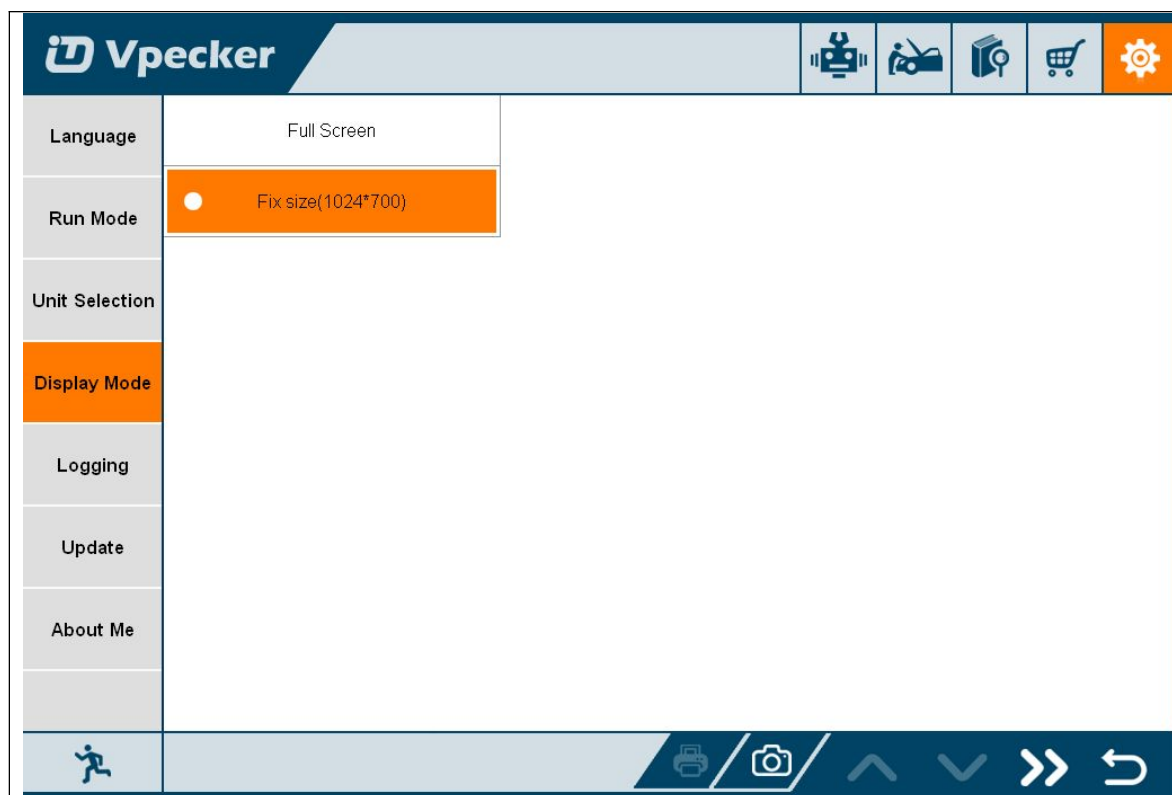 Vpecker
Language
Full Screen
Fix size(1024*700)
Run Mode
Unit Selection
Display Mode
Logging
Update
About Me